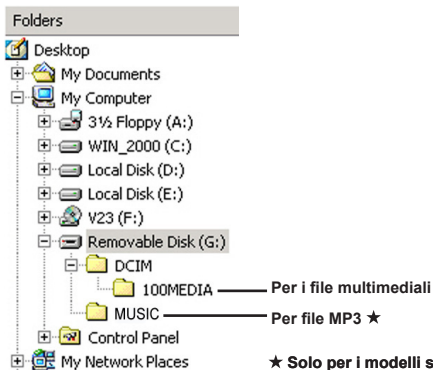 Folders
Desktop
My Documents
My Computer
3½ Floppy (A:)
WIN_2000 (C:)
Local Disk (D:)
Local Disk (E:)
V23 (F:)
Removable Disk (G:)
DCIM
100MEDIA Per i file multimediali
MUSIC Per file MP3 ★
Control Panel
My Network Places ★ Solo per i modelli s